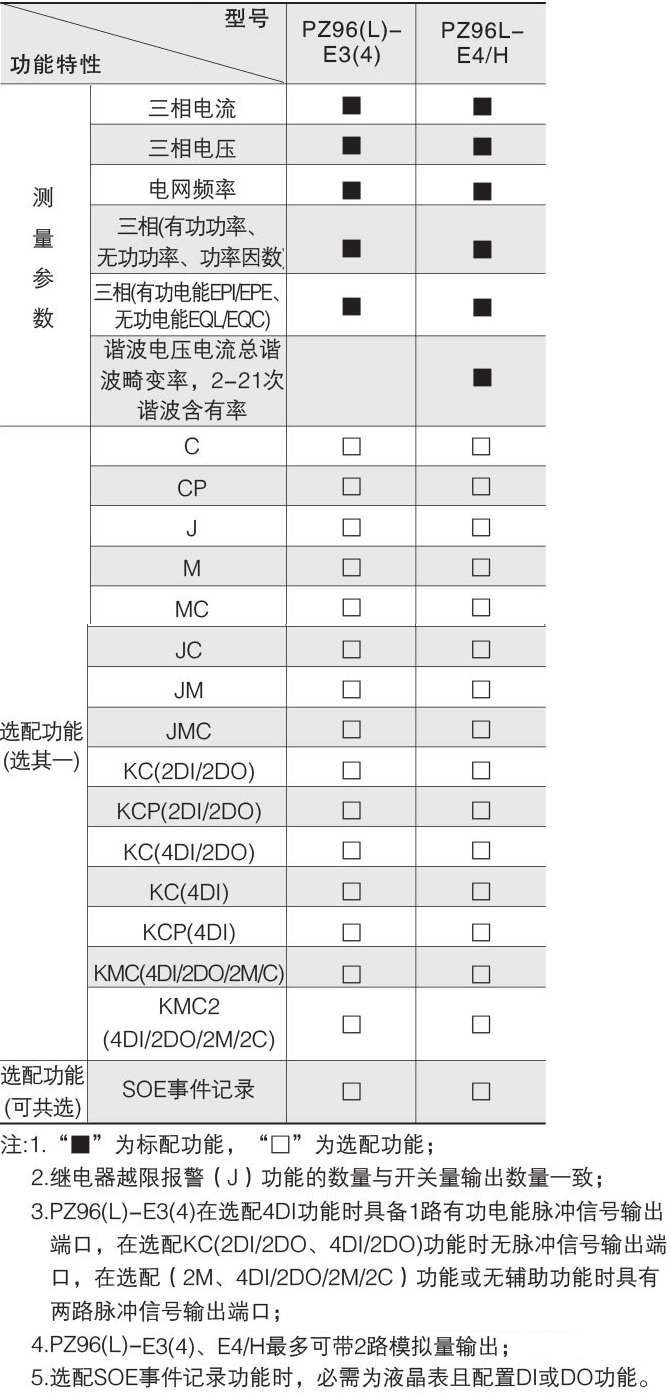 型号
功能特性
PZ96(L)-
E3(4)
PZ96L-
E4/H
测
量
参
数
三相电流 ■ ■
三相电压 ■ ■
电网频率 ■ ■
三相(有功功率、
无功功率、功率因数) ■ ■
三相(有功电能EPI/EPE、
无功电能EQL/EQC) ■ ■
谐波电压电流总谐
波畸变率，2-21次 ■
谐波含有率
选配功能
(选其一)
C □ □
CP □ □
J □ □
M □ □
MC □ □
JC □ □
JM □ □
JMC □ □
KC(2DI/2DO) □ □
KCP(2DI/2DO) □ □
KC(4DI/2DO) □ □
KC(4DI) □ □
KCP(4DI) □ □
KMC(4DI/2DO/2M/C) □ □
KMC2
(4DI/2DO/2M/2C) □ □
选配功能
(可共选)
SOE事件记录 □ □
注:1.“■”为标配功能，“□”为选配功能；
2.继电器越限报警（J）功能的数量与开关量输出数量一致；
3.PZ96(L)-E3(4)在选配4DI功能时具备1路有功电能脉冲信号输出
端口，在选配KC(2DI/2DO、4DI/2DO)功能时无脉冲信号输出端
口，在选配（2M、4DI/2DO/2M/2C）功能或无辅助功能时具有
两路脉冲信号输出端口；
4.PZ96(L)-E3(4)、E4/H最多可带2路模拟量输出；
5.选配SOE事件记录功能时，必需为液晶表且配置DI或DO功能。